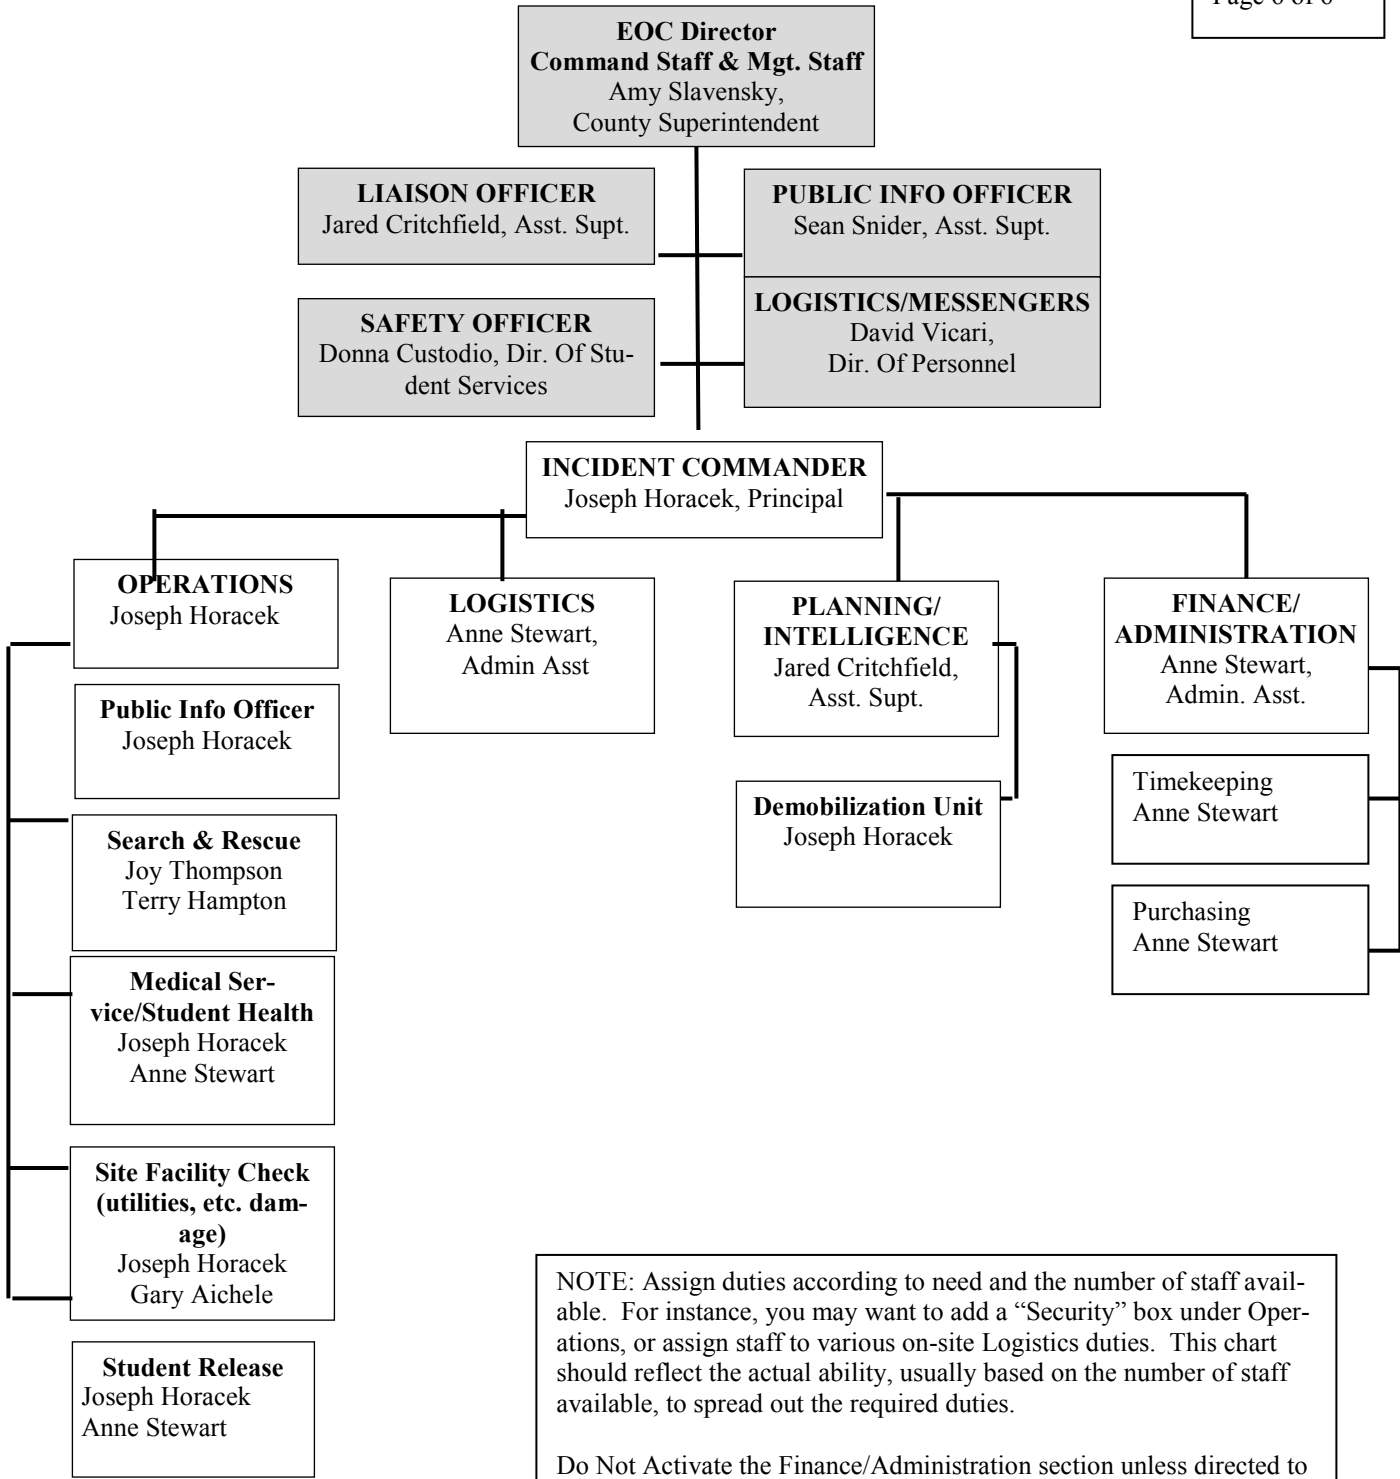 Page 6 of 6
EOC Director
Command Staff & Mgt. Staff
Amy Slavensky,
County Superintendent
LIAISON OFFICER
Jared Critchfield, Asst. Supt.
PUBLIC INFO OFFICER
Sean Snider, Asst. Supt.
SAFETY OFFICER
Donna Custodio, Dir. Of Stu-
dent Services
LOGISTICS/MESSENGERS
David Vicari,
Dir. Of Personnel
INCIDENT COMMANDER
Joseph Horacek, Principal
OPERATIONS
Joseph Horacek
LOGISTICS
Anne Stewart,
Admin Asst
PLANNING/
INTELLIGENCE
Jared Critchfield,
Asst. Supt.
FINANCE/
ADMINISTRATION
Anne Stewart,
Admin. Asst.
Public Info Officer
Joseph Horacek
Search & Rescue
Joy Thompson
Terry Hampton
Medical Ser-
vice/Student Health
Joseph Horacek
Anne Stewart
Site Facility Check
(utilities, etc. dam-
age)
Joseph Horacek
Gary Aichele
Student Release
Joseph Horacek
Anne Stewart
Demobilization Unit
Joseph Horacek
Timekeeping
Anne Stewart
Purchasing
Anne Stewart
NOTE: Assign duties according to need and the number of staff avail-
able.  For instance, you may want to add a “Security” box under Oper-
ations, or assign staff to various on-site Logistics duties.  This chart
should reflect the actual ability, usually based on the number of staff
available, to spread out the required duties.
Do Not Activate the Finance/Administration section unless directed to